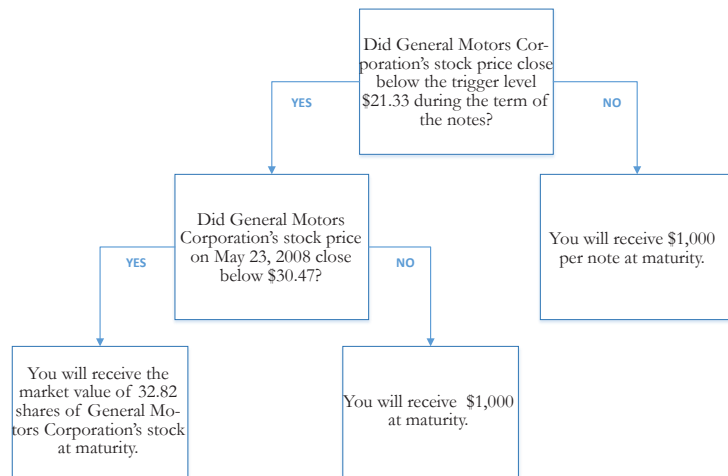 Did General Motors Cor-
poration’s stock price close
below the trigger level
$21.33 during the term of
the notes?
YES
NO
Did General Motors
Corporation’s stock price
on May 23, 2008 close
below $30.47?
You will receive $1,000
per note at maturity.
YES
NO
You will receive the
market value of 32.82
shares of General Mo-
tors Corporation’s stock
at maturity.
You will receive $1,000
at maturity.